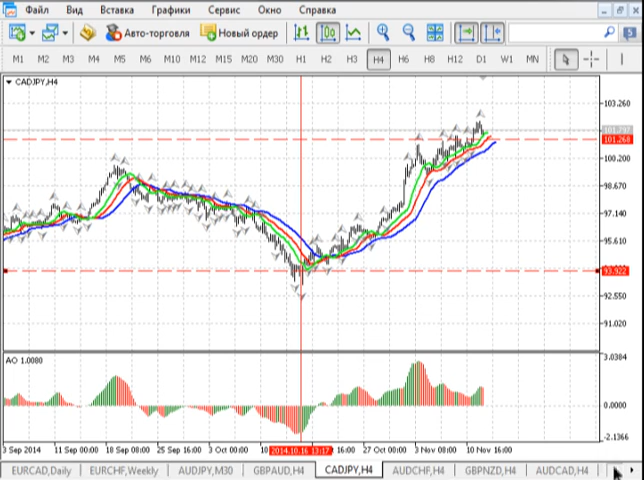 Файл Вид Вставка Графики Сервис Окно Справка
Авто-торговля Новый ордер
M1 M2 M3 M4 M5 M6 M10 M12 M15 M20 M30 H1 H2 H3 H4 H6 H8 H12 D1 W1 MN
CADJPY,H4
103.260
101.268
100.200
98.670
97.140
95.610
93.922
92.550
91.020
AO 1.0080
3.0384
0.0000
-2.1366
3 Sep 2014 11 Sep 00:00 18 Sep 08:00 25 Sep 16:00 3 Oct 00:00 10 2014.10.16 13:17 16:00 27 Oct 00:00 3 Nov 08:00 10 Nov 16:00
EURCAD,Daily EURCHF,Weekly AUDJPY,M30 GBPAUD,H4 CADJPY,H4 AUDCHF,H4 GBPNZD,H4 AUDCAD,H4